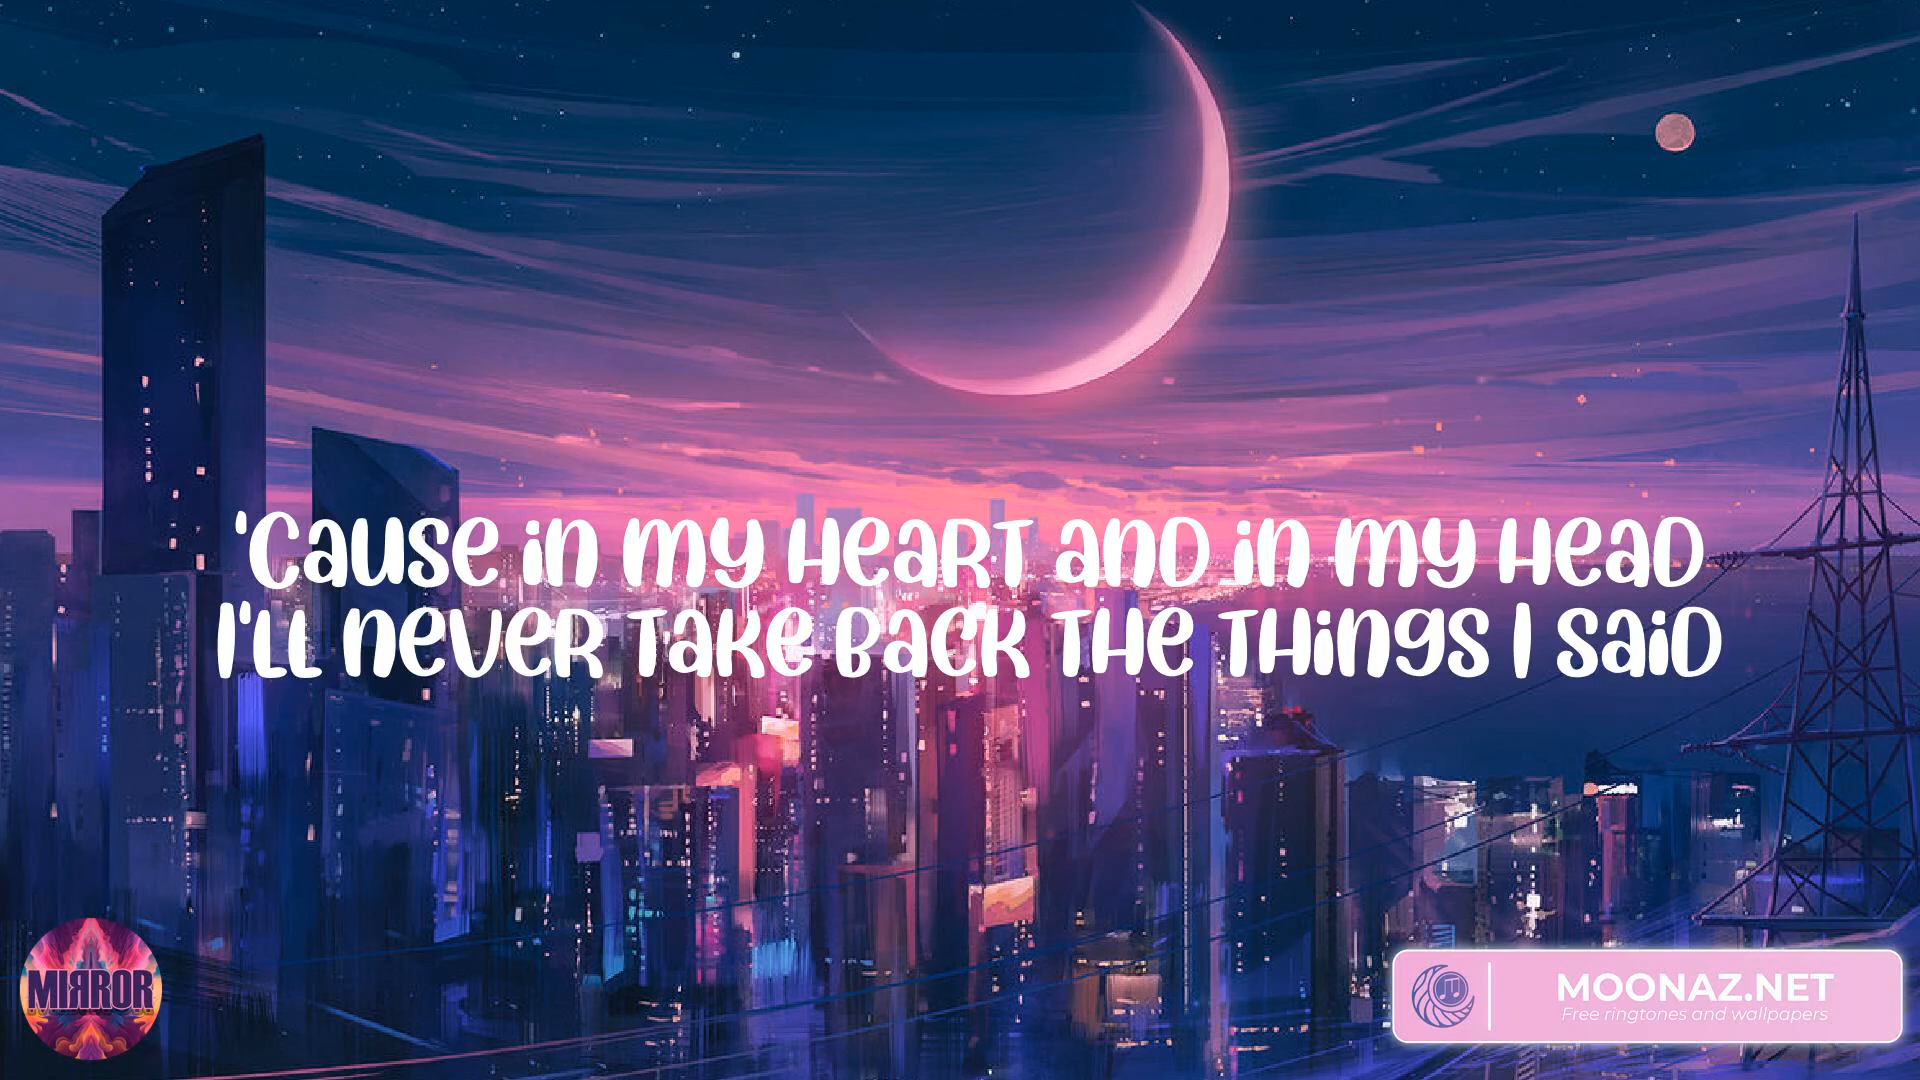 'Cause in my heart and in my head
I'll never take back the things I said
MIRROR
MOONAZ.NET
Free ringtones and wallpapers